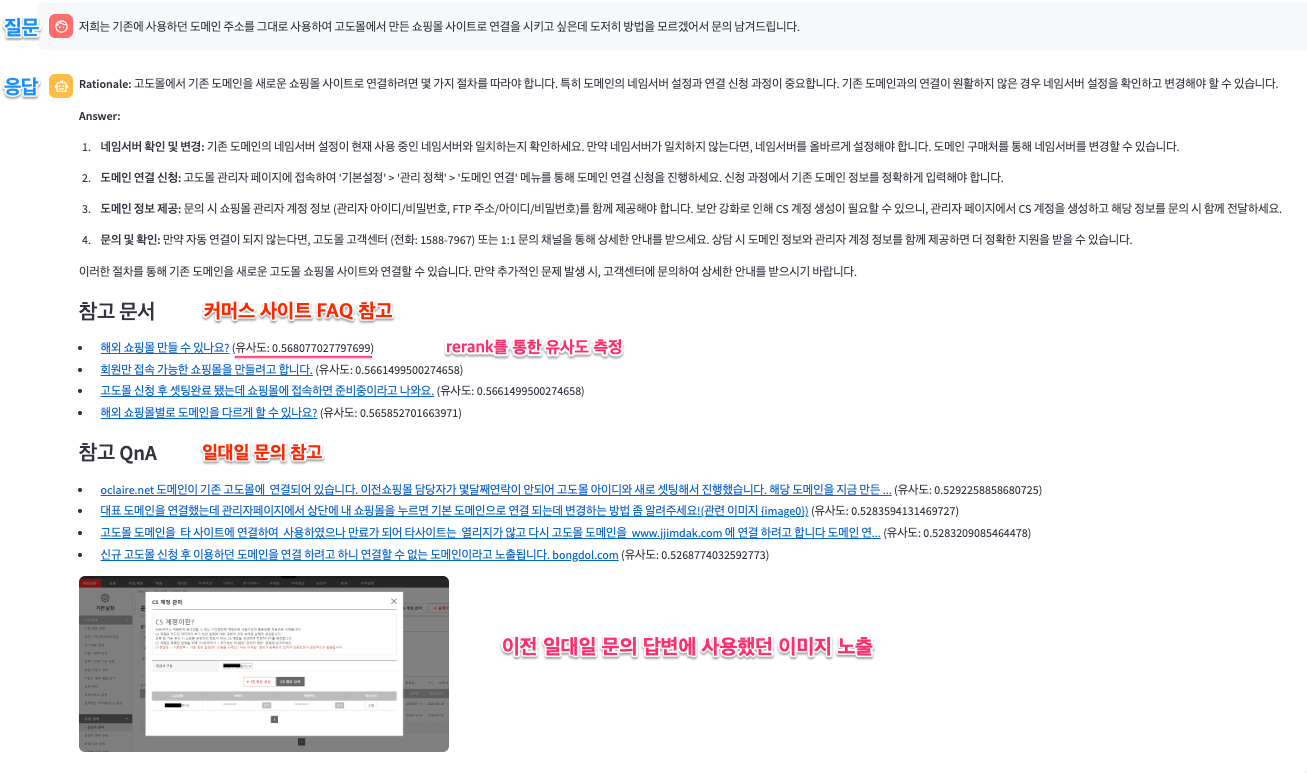 질문
저희는 기존에 사용하던 도메인 주소를 그대로 사용하여 고도몰에서 만든 쇼핑몰 사이트로 연결을 시키고 싶은데 도저히 방법을 모르겠어서 문의 남겨드립니다.
응답
Rationale: 고도몰에서 기존 도메인을 새로운 쇼핑몰 사이트로 연결하려면 몇 가지 절차를 따라야 합니다. 특히 도메인의 네임서버 설정과 연결 신청 과정이 중요합니다. 기존 도메인과의 연결이 원활하지 않은 경우 네임서버 설정을 확인하고 변경해야 할 수 있습니다.
Answer:
1. 네임서버 확인 및 변경: 기존 도메인의 네임서버 설정이 현재 사용 중인 네임서버와 일치하는지 확인하세요. 만약 네임서버가 일치하지 않는다면, 네임서버를 올바르게 설정해야 합니다. 도메인 구매처를 통해 네임서버를 변경할 수 있습니다.
2. 도메인 연결 신청: 고도몰 관리자 페이지에 접속하여 '기본설정' > '관리 정책' > '도메인 연결' 메뉴를 통해 도메인 연결 신청을 진행하세요. 신청 과정에서 기존 도메인 정보를 정확하게 입력해야 합니다.
3. 도메인 정보 제공: 문의 시 쇼핑몰 관리자 계정 정보 (관리자 아이디/비밀번호, FTP 주소/아이디/비밀번호)를 함께 제공해야 합니다. 보안 강화로 인해 CS 계정 생성이 필요할 수 있으니, 관리자 페이지에서 CS 계정을 생성하고 해당 정보를 문의 시 함께 전달하세요.
4. 문의 및 확인: 만약 자동 연결이 되지 않는다면, 고도몰 고객센터 (전화: 1588-7967) 또는 1:1 문의 채널을 통해 상세한 안내를 받으세요. 상담 시 도메인 정보와 관리자 계정 정보를 함께 제공하면 더 정확한 지원을 받을 수 있습니다.
이러한 절차를 통해 기존 도메인을 새로운 고도몰 쇼핑몰 사이트와 연결할 수 있습니다. 만약 추가적인 문제 발생 시, 고객센터에 문의하여 상세한 안내를 받으시기 바랍니다.
참고 문서 커머스 사이트 FAQ 참고
해외 쇼핑몰 만들 수 있나요? (유사도: 0.568077027797699) rerank를 통한 유사도 측정
회원만 접속 가능한 쇼핑몰을 만들려고 합니다. (유사도: 0.5661499500274658)
고도몰 신청 후 셋팅완료 됐는데 쇼핑몰에 접속하면 준비중이라고 나와요. (유사도: 0.5661499500274658)
해외 쇼핑몰별로 도메인을 다르게 할 수 있나요? (유사도: 0.565852701663971)
참고 QnA 일대일 문의 참고
oclaire.net 도메인이 기존 고도몰에 연결되어 있습니다. 이전쇼핑몰 담당자가 몇달째연락이 안되어 고도몰 아이디와 새로 셋팅해서 진행했습니다. 해당 도메인을 지금 만든 ... (유사도: 0.5292258858680725)
대표 도메인을 연결했는데 관리자페이지에서 상단에 내 쇼핑몰을 누르면 기본 도메인으로 연결 되는데 변경하는 방법 좀 알려주세요!(관련 이미지 {image0}) (유사도: 0.5283594131469727)
고도몰 도메인을 타 사이트에 연결하여 사용하였으나 만료가 되어 타사이트는 열리지가 않고 다시 고도몰 도메인을 www.jjimdak.com 에 연결 하려고 합니다 도메인 연... (유사도: 0.5283209085464478)
신규 고도몰 신청 후 이용하던 도메인을 연결 하려고 하니 연결할 수 없는 도메인이라고 노출됩니다. bongdol.com (유사도: 0.5268774032592773)
기본설정
CS 계정 관리
CS 계정이란?
이전 일대일 문의 답변에 사용했던 이미지 노출